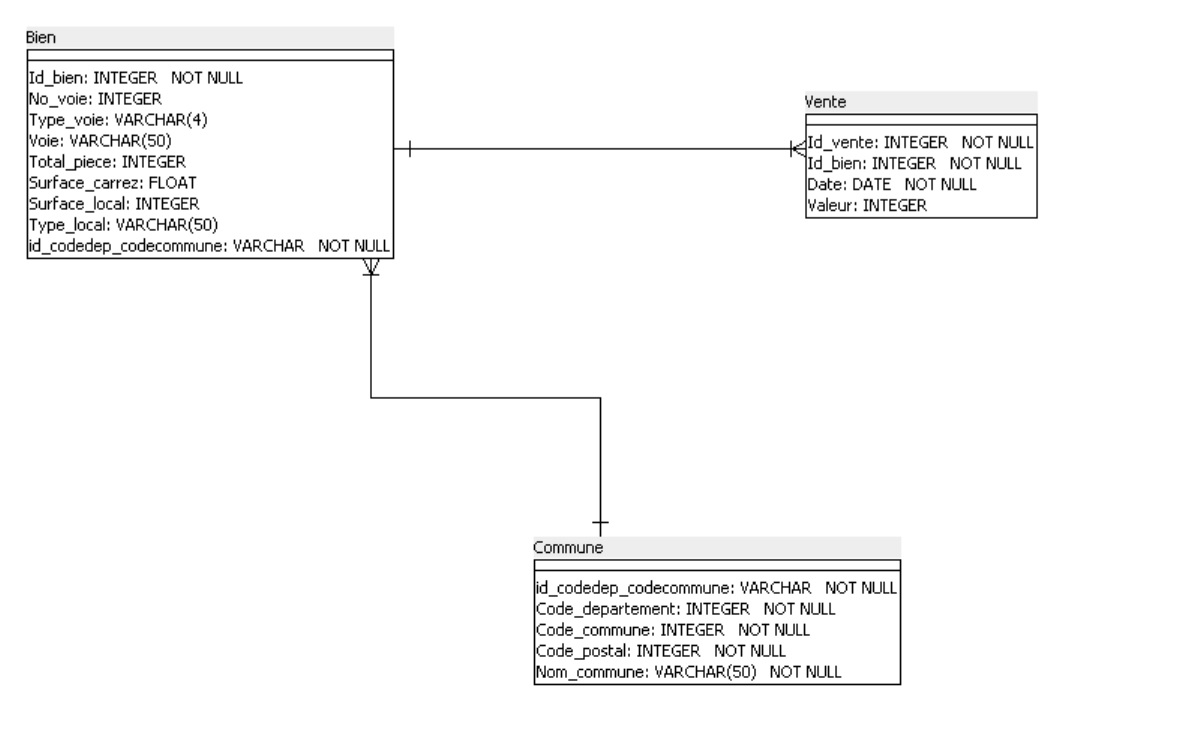 Bien
Id_bien: INTEGER NOT NULL
No_voie: INTEGER
Type_voie: VARCHAR(4)
Voie: VARCHAR(50)
Total_piece: INTEGER
Surface_carrez: FLOAT
Surface_local: INTEGER
Type_local: VARCHAR(50)
id_codedep_codecommune: VARCHAR NOT NULL
Vente
Id_vente: INTEGER NOT NULL
Id_bien: INTEGER NOT NULL
Date: DATE NOT NULL
Valeur: INTEGER
Commune
id_codedep_codecommune: VARCHAR NOT NULL
Code_departement: INTEGER NOT NULL
Code_commune: INTEGER NOT NULL
Code_postal: INTEGER NOT NULL
Nom_commune: VARCHAR(50) NOT NULL